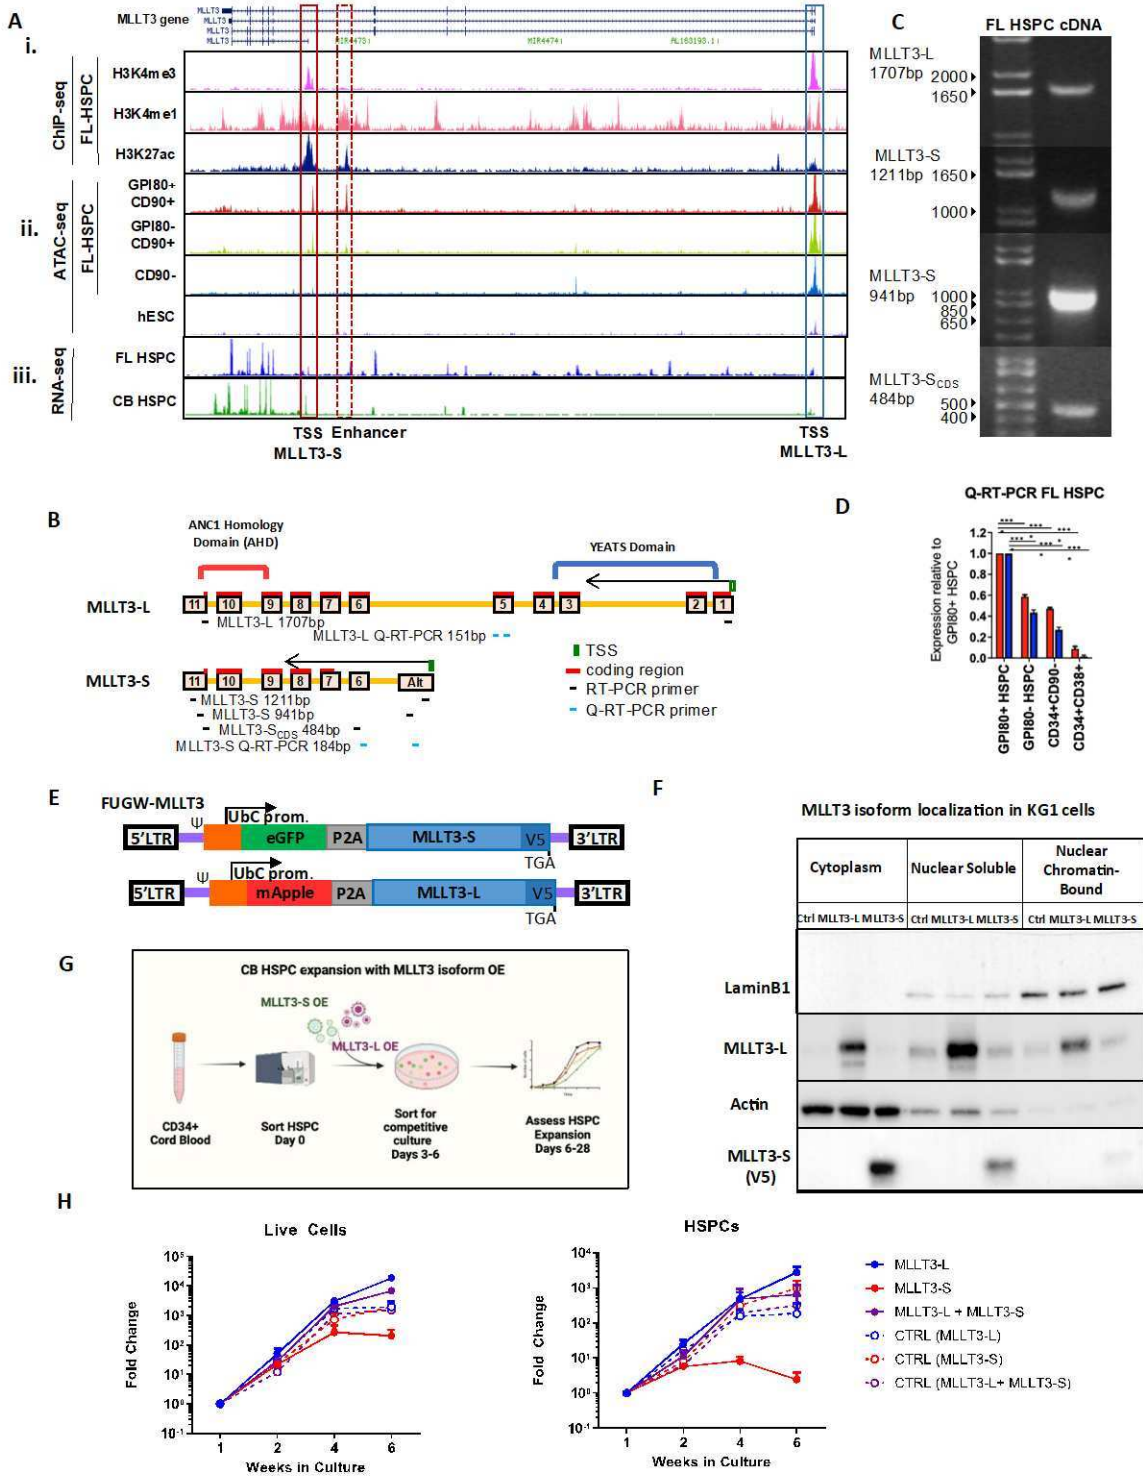 A
MLLT3 gene
MLLT3
MLLT3
MLLT3
MLLT3
MIR4473
MIR4474
i.
ChIP-seq
FL-HSPC
H3K4me3
H3K4me1
H3K27ac
ii.
ATAC-seq
FL-HSPC
GPI80+
CD90+
GPI80-
CD90+
CD90-
hESC
iii.
RNA-seq
FL HSPC
CB HSPC
TSS
MLLT3-S
Enhancer
TSS
MLLT3-L
C
FL HSPC cDNA
MLLT3-L
1707bp
2000
1650
MLLT3-S
1211bp
1650
1000
MLLT3-S
941bp
1000
850
650
MLLT3-SCDS
484bp
500
400
B
ANC1 Homology
Domain (AHD)
YEATS Domain
MLLT3-L
11 10 9 8 7 6 5 4 3 2 1
MLLT3-L 1707bp
MLLT3-L Q-RT-PCR 151bp
MLLT3-S
11 10 9 8 7 6 Alt
MLLT3-S 1211bp
MLLT3-S 941bp
MLLT3-SCDS 484bp
MLLT3-S Q-RT-PCR 184bp
TSS
coding region
RT-PCR primer
Q-RT-PCR primer
D
Q-RT-PCR FL HSPC
Expression relative to
GPI80+ HSPC
1.2
1.0
0.8
0.6
0.4
0.2
0.0
GPI80+ HSPC
GPI80- HSPC
CD34+CD90-
CD34+CD38+
E
FUGW-MLLT3
5'LTR Ψ UbC prom. eGFP P2A MLLT3-S V5 TGA 3'LTR
5'LTR Ψ UbC prom. mApple P2A MLLT3-L V5 TGA 3'LTR
F
MLLT3 isoform localization in KG1 cells
Cytoplasm
Nuclear Soluble
Nuclear
Chromatin-
Bound
Ctrl MLLT3-L MLLT3-S
Ctrl MLLT3-L MLLT3-S
Ctrl MLLT3-L MLLT3-S
LaminB1
MLLT3-L
Actin
MLLT3-S
(V5)
G
CB HSPC expansion with MLLT3 isoform OE
MLLT3-S OE
MLLT3-L OE
CD34+
Cord Blood
Sort HSPC
Day 0
Sort for
competitive
culture
Days 3-6
Assess HSPC
Expansion
Days 6-28
H
Live Cells
Fold Change
10⁵
10⁴
10³
10²
10¹
10⁰
10⁻¹
1 2 4 6
Weeks in Culture
HSPCs
Fold Change
10⁴
10³
10²
10¹
10⁰
10⁻¹
1 2 4 6
Weeks in Culture
MLLT3-L
MLLT3-S
MLLT3-L + MLLT3-S
CTRL (MLLT3-L)
CTRL (MLLT3-S)
CTRL (MLLT3-L+ MLLT3-S)